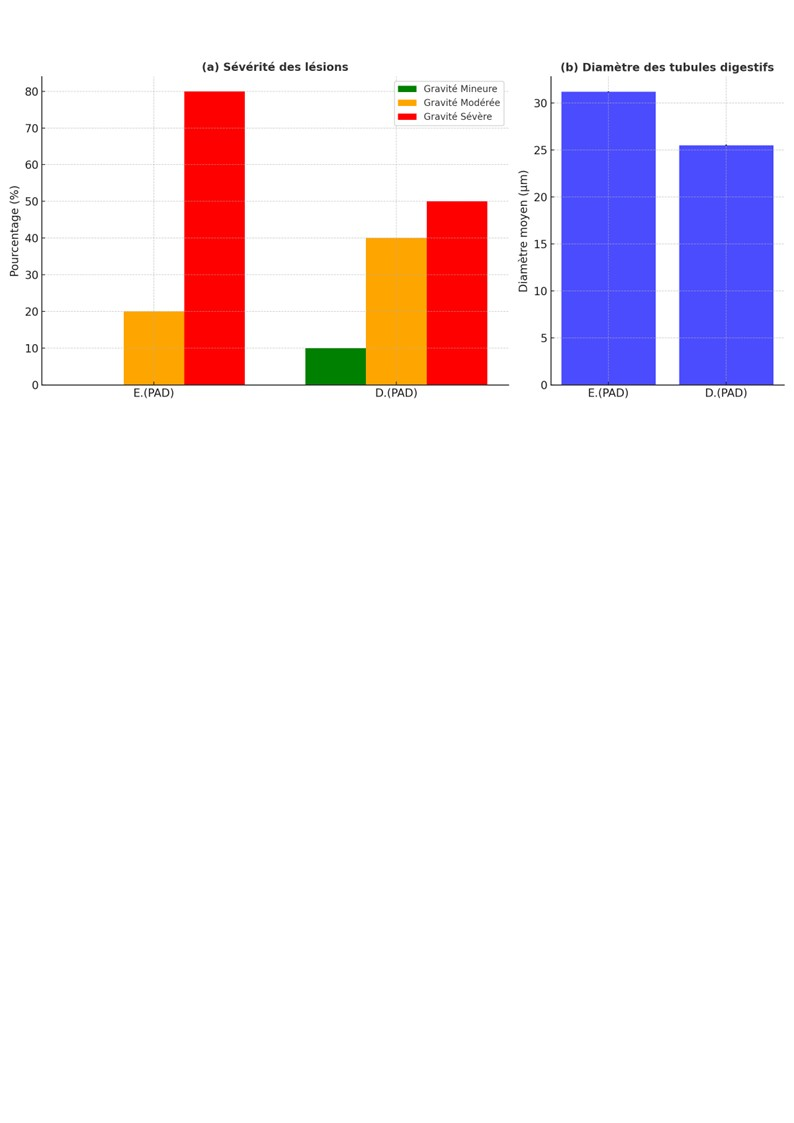 (a) Sévérité des lésions
Pourcentage (%)
80
70
60
50
40
30
20
10
0
E.(PAD)
D.(PAD)
Gravité Mineure
Gravité Modérée
Gravité Sévère
(b) Diamètre des tubules digestifs
Diamètre moyen (µm)
30
25
20
15
10
5
0
E.(PAD)
D.(PAD)